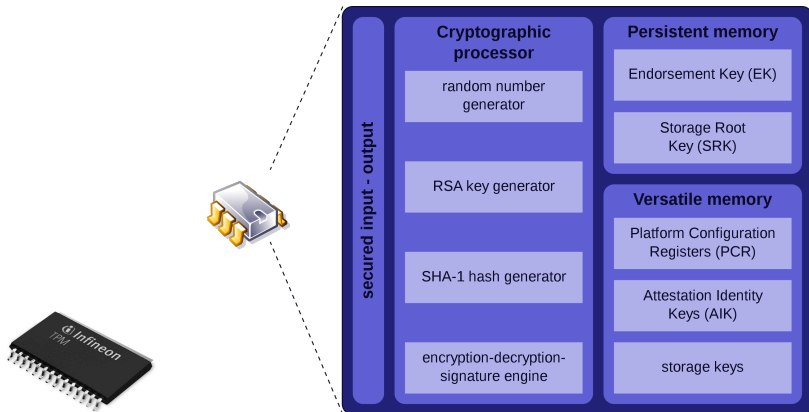 Cryptographic
processor
random number
generator
RSA key generator
SHA-1 hash generator
encryption-decryption-
signature engine
secured input - output
Persistent memory
Endorsement Key (EK)
Storage Root
Key (SRK)
Versatile memory
Platform Configuration
Registers (PCR)
Attestation Identity
Keys (AIK)
storage keys
Infineon
TPM